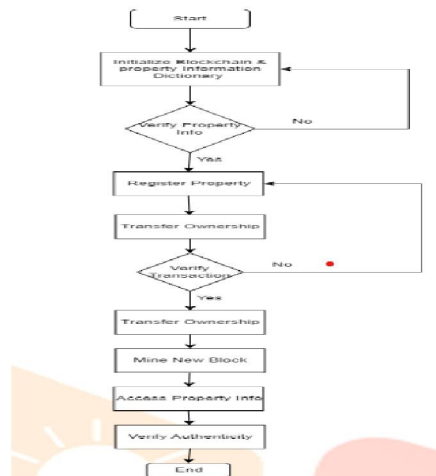 Start
Initialize Blockchain &
property Information
Dictionary
Verify Property
Info
No
Yes
Register Property
Transfer Ownership
Verify
Transaction
No
Yes
Transfer Ownership
Mine New Block
Access Property Info
Verify Authenticity
End